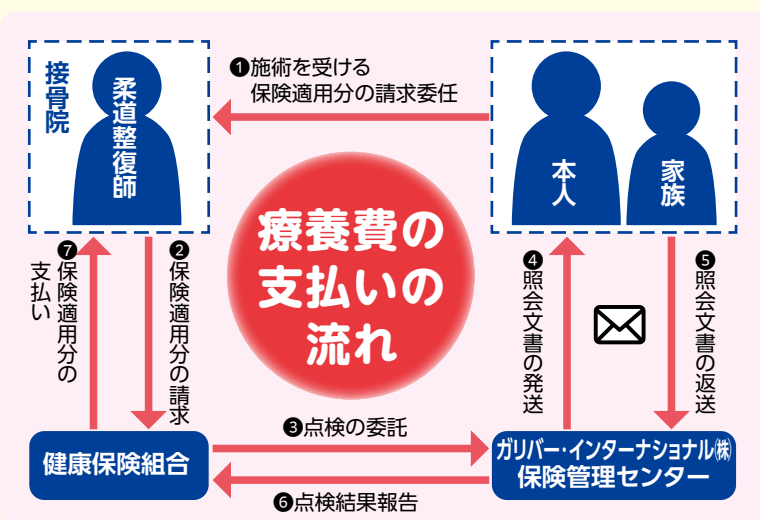 ❶施術を受ける
保険適用分の請求委任
接骨院
柔道整復師
本人
家族
療養費の
支払いの
流れ
❼保険適用分の
支払い
❷保険適用分の請求
❹照会文書の発送
❺照会文書の返送
❸点検の委託
健康保険組合
ガリバー・インターナショナル㈱
保険管理センター
❻点検結果報告